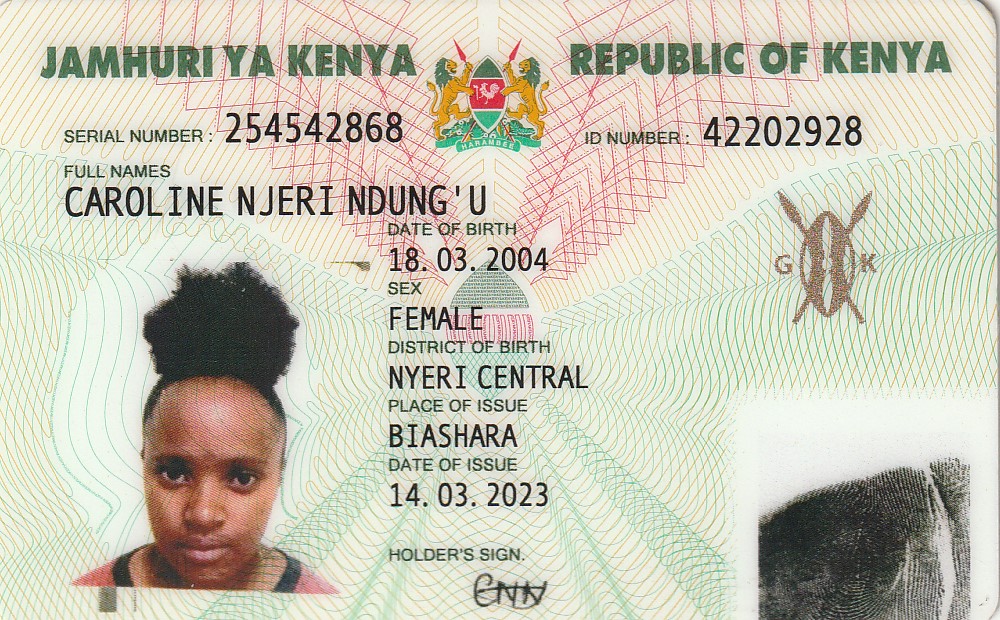 JAMHURI YA KENYA
REPUBLIC OF KENYA
HARAMBEE
SERIAL NUMBER : 254542868
ID NUMBER : 42202928
FULL NAMES
CAROLINE NJERI NDUNG'U
DATE OF BIRTH
18. 03. 2004
SEX
FEMALE
G K
DISTRICT OF BIRTH
NYERI CENTRAL
PLACE OF ISSUE
BIASHARA
DATE OF ISSUE
14. 03. 2023
HOLDER'S SIGN.
CNN